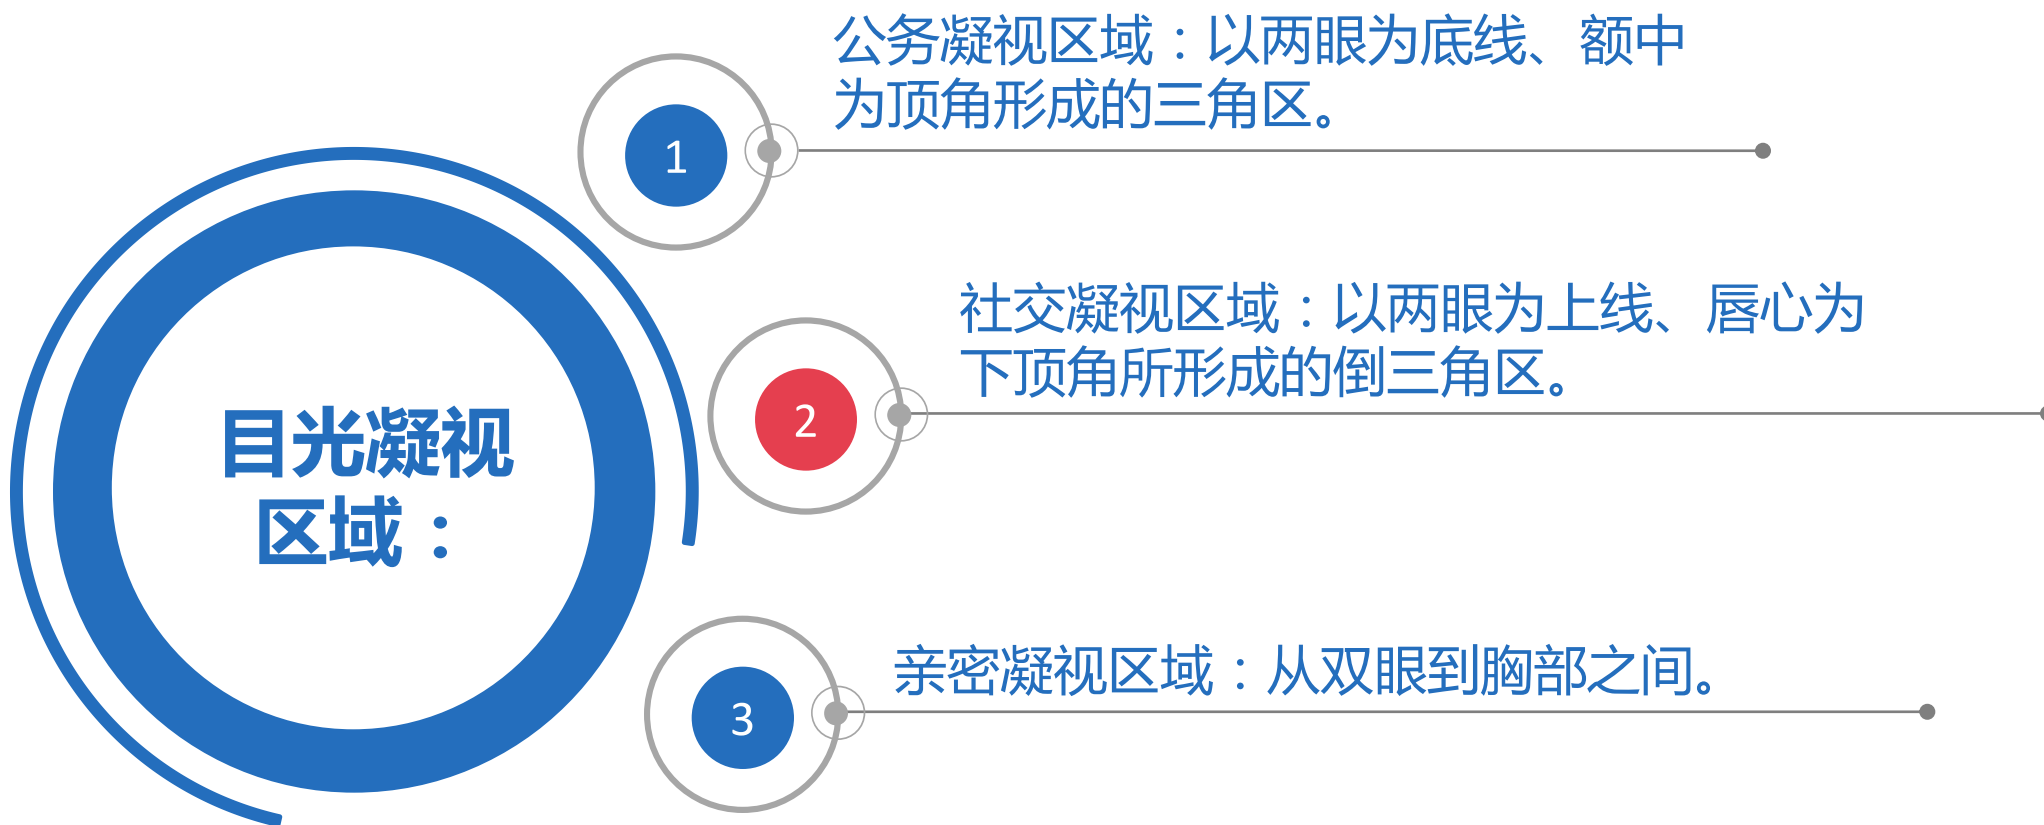 目光凝视
区域：
1
公务凝视区域：以两眼为底线、额中
为顶角形成的三角区。
2
社交凝视区域：以两眼为上线、唇心为
下顶角所形成的倒三角区。
3
亲密凝视区域：从双眼到胸部之间。